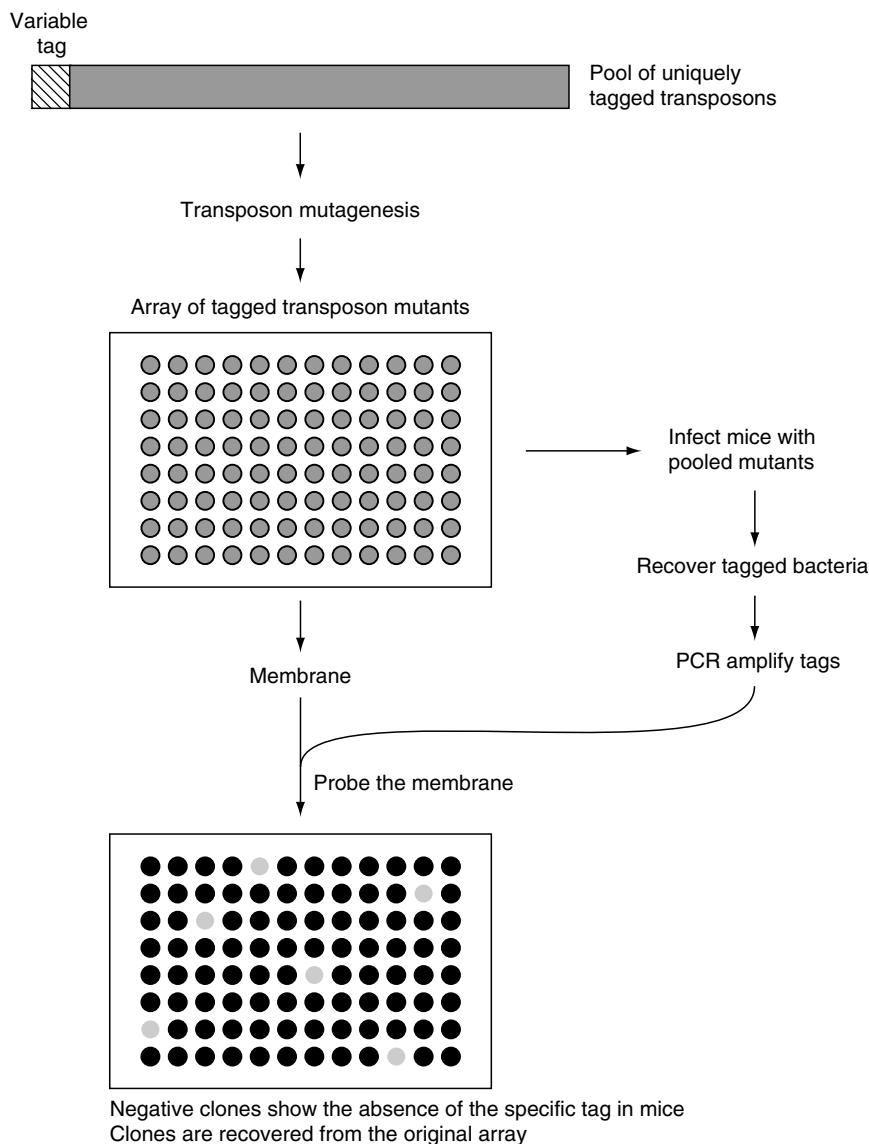 Variable
tag
Pool of uniquely
tagged transposons
Transposon mutagenesis
Array of tagged transposon mutants
Infect mice with
pooled mutants
Recover tagged bacteria
PCR amplify tags
Membrane
Probe the membrane
Negative clones show the absence of the specific tag in mice
Clones are recovered from the original array